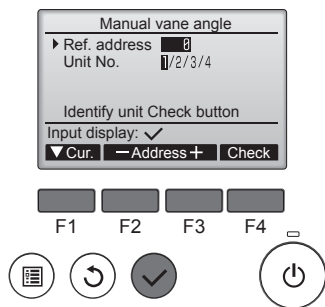 Manual vane angle
Ref. address 0
Unit No. 1/2/3/4
Identify unit Check button
Input display: ✓
▼Cur. －Address＋ Check
F1 F2 F3 F4